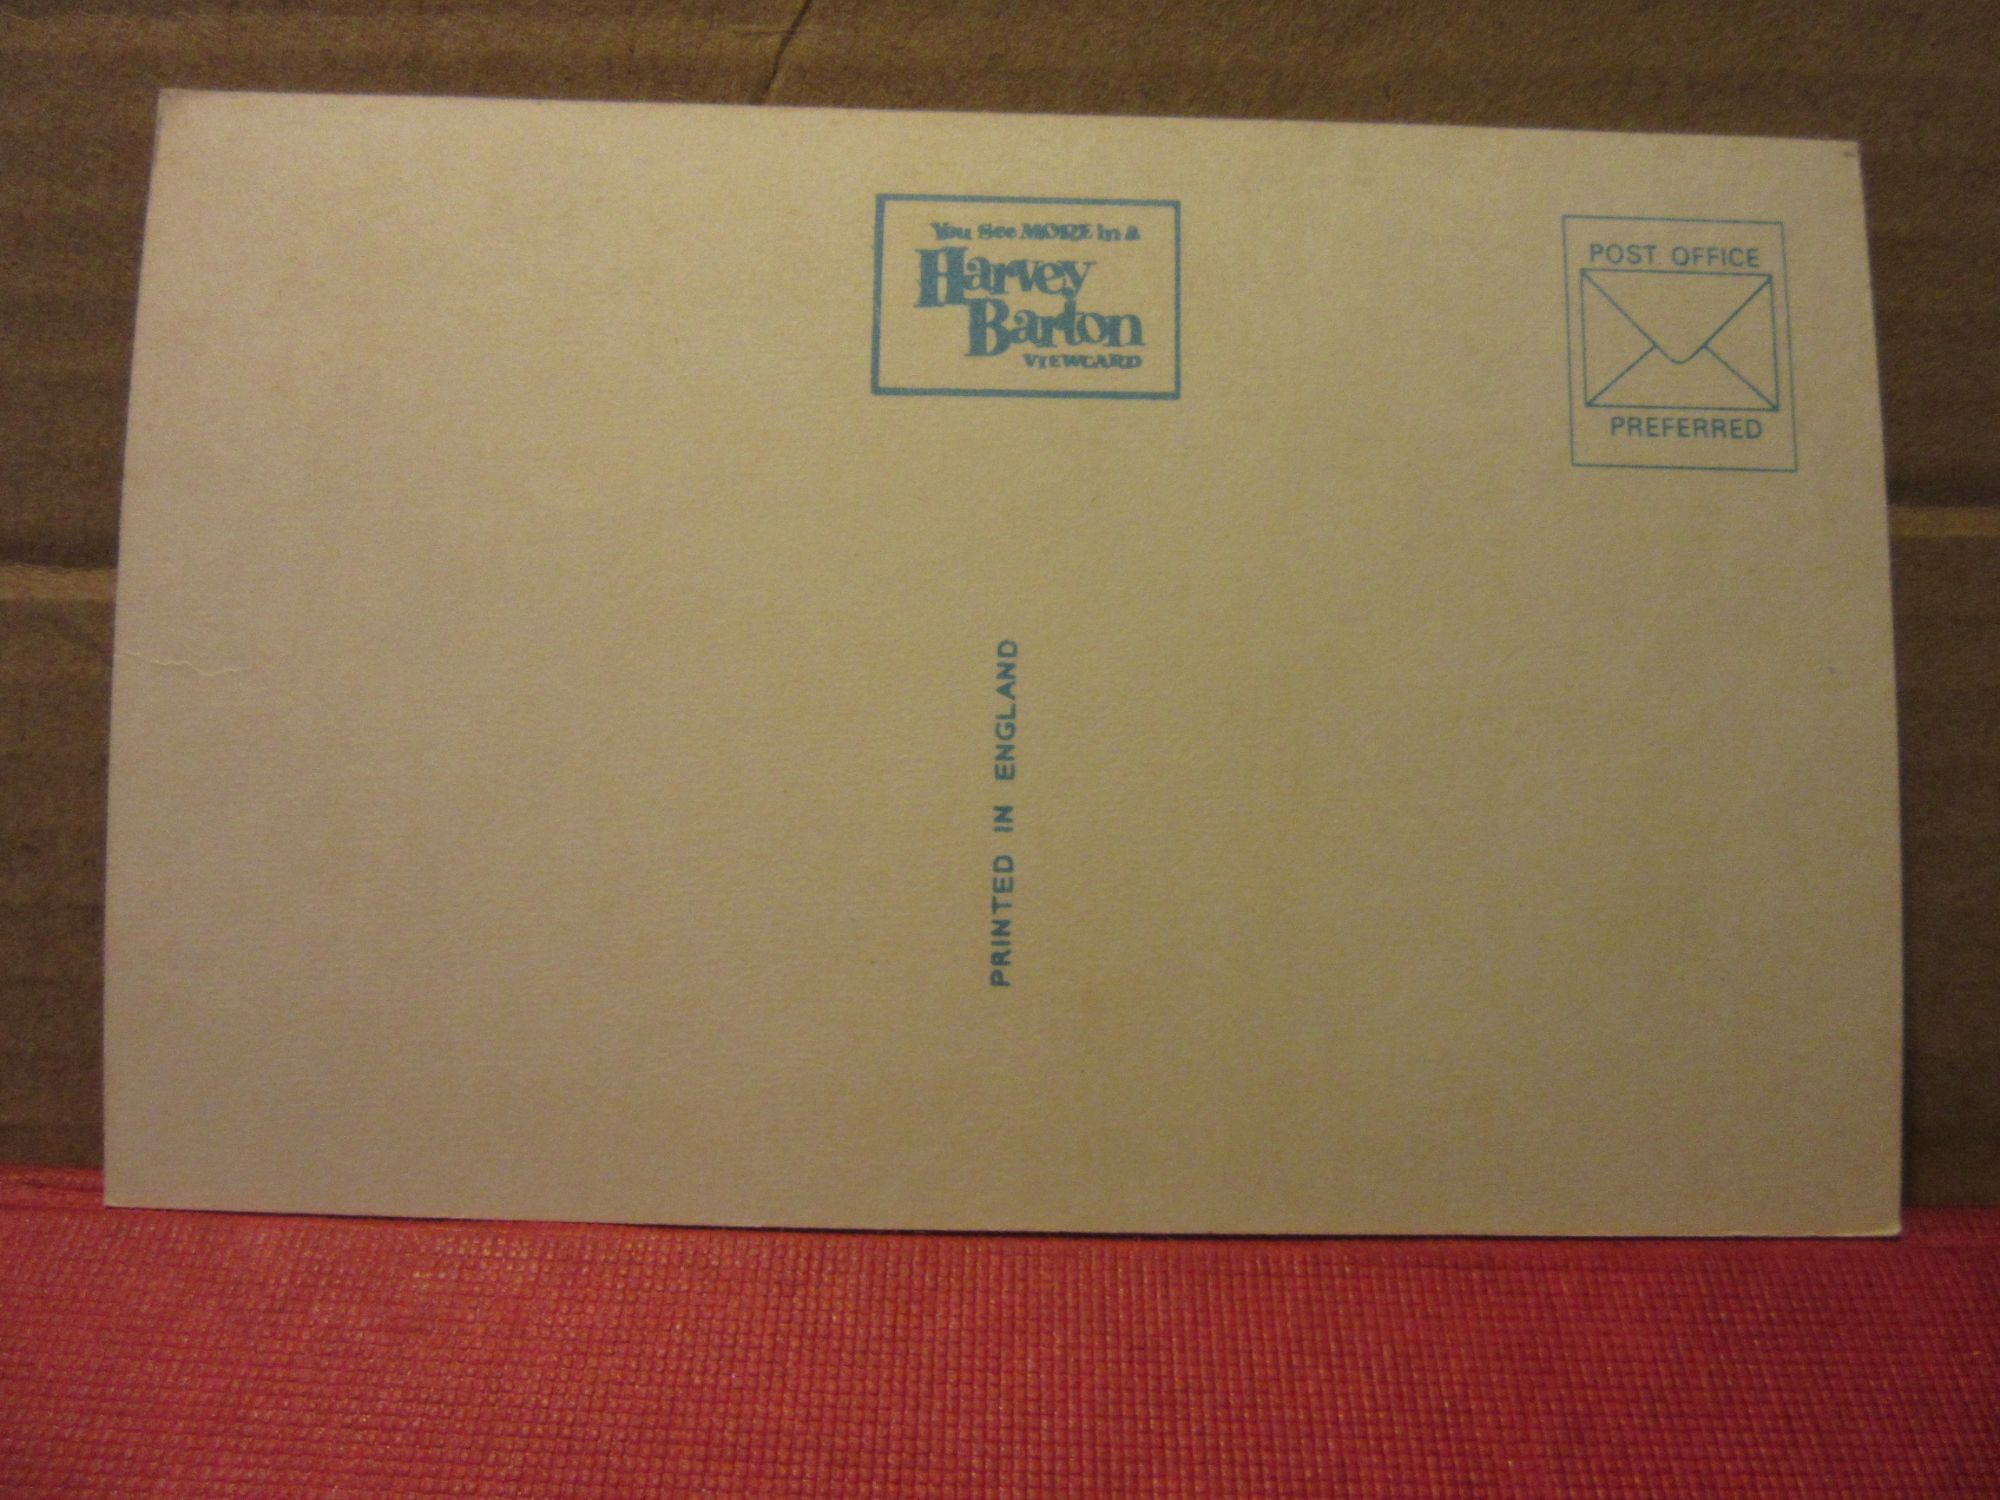 You See MORE in a
Harvey
Barton
VIEWCARD
POST OFFICE
PREFERRED
PRINTED IN ENGLAND